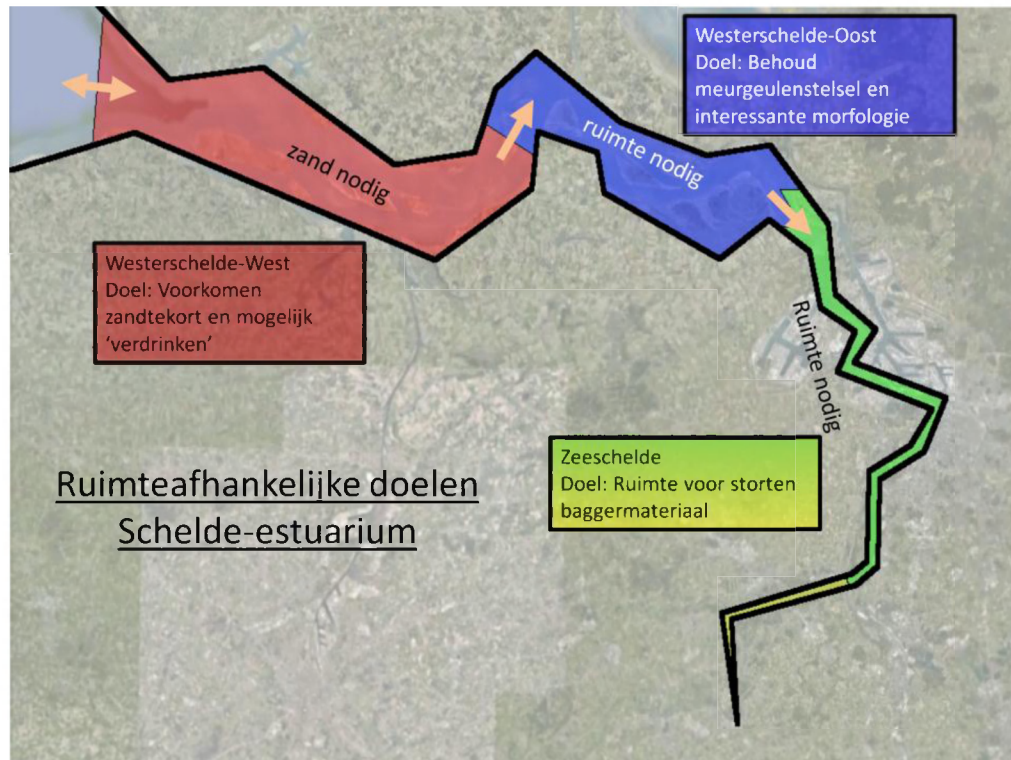 Westerschelde-Oost
Doel: Behoud
meurgeulenstelsel en
interessante morfologie
zand nodig
ruimte nodig
Westerschelde-West
Doel: Voorkomen
zandtekort en mogelijk
‘verdrinken’
Ruimte nodig
Zeeschelde
Doel: Ruimte voor storten
baggermateriaal
Ruimteafhankelijke doelen
Schelde-estuarium